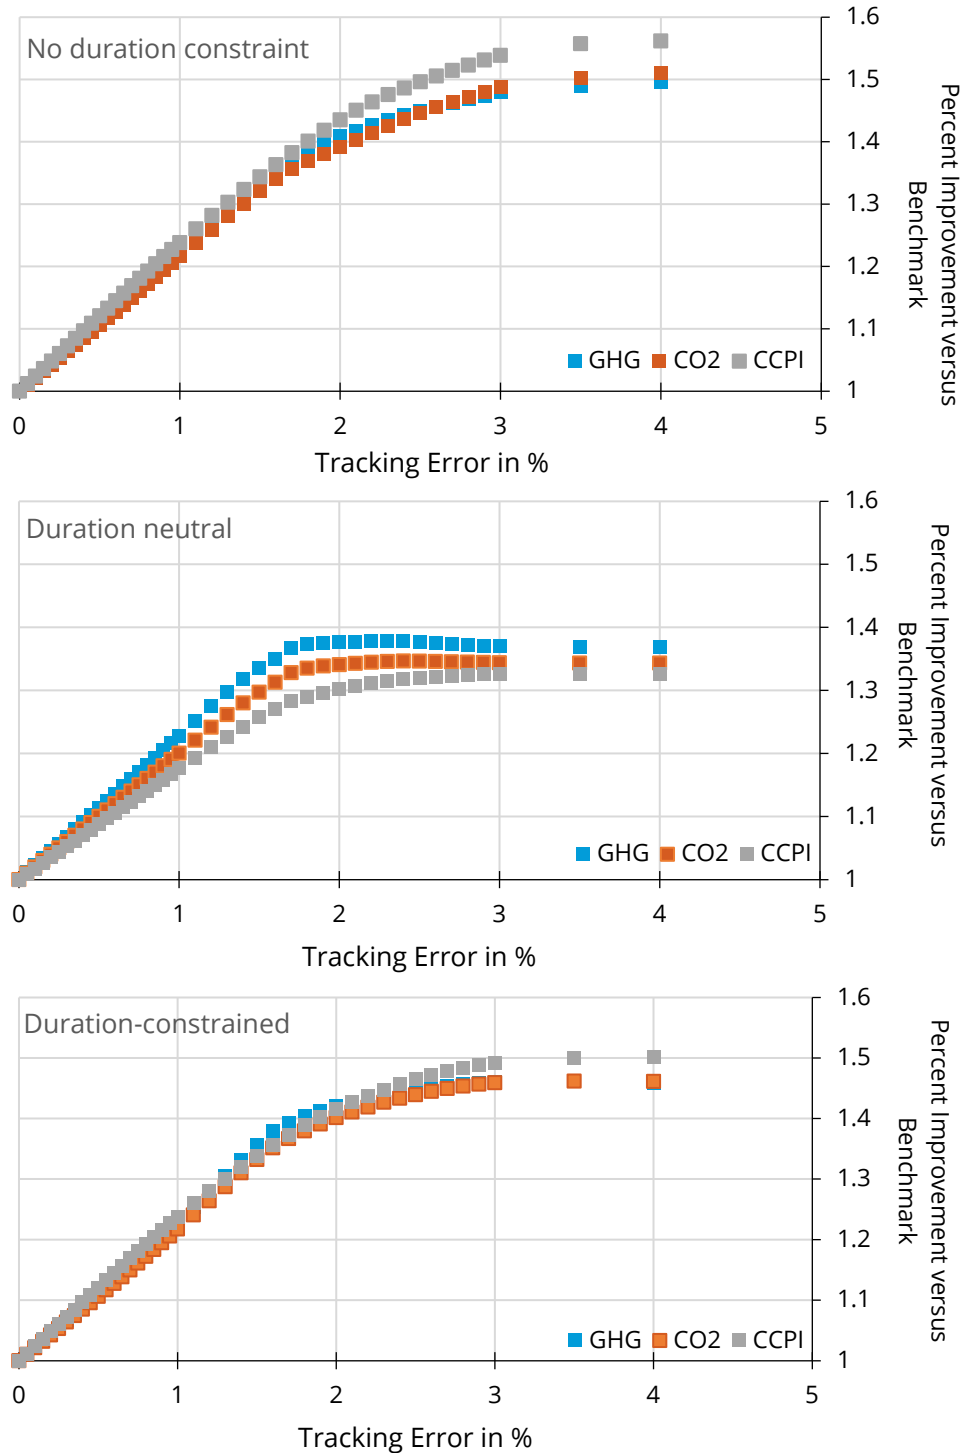 No duration constraint
1.6
1.5
1.4
1.3
1.2
1.1
1
Percent Improvement versus
Benchmark
GHG CO2 CCPI
0 1 2 3 4 5
Tracking Error in %
Duration neutral
1.6
1.5
1.4
1.3
1.2
1.1
1
Percent Improvement versus
Benchmark
GHG CO2 CCPI
0 1 2 3 4 5
Tracking Error in %
Duration-constrained
1.6
1.5
1.4
1.3
1.2
1.1
1
Percent Improvement versus
Benchmark
GHG CO2 CCPI
0 1 2 3 4 5
Tracking Error in %